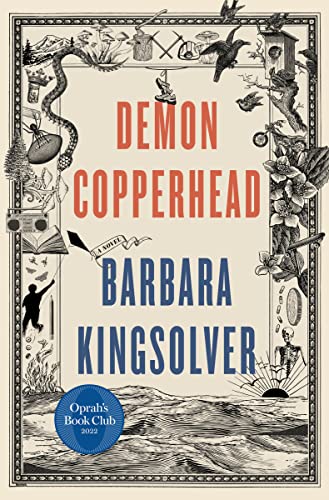 DEMON
COPPERHEAD
A NOVEL
BARBARA
KINGSOLVER
Oprah's
Book Club
2022